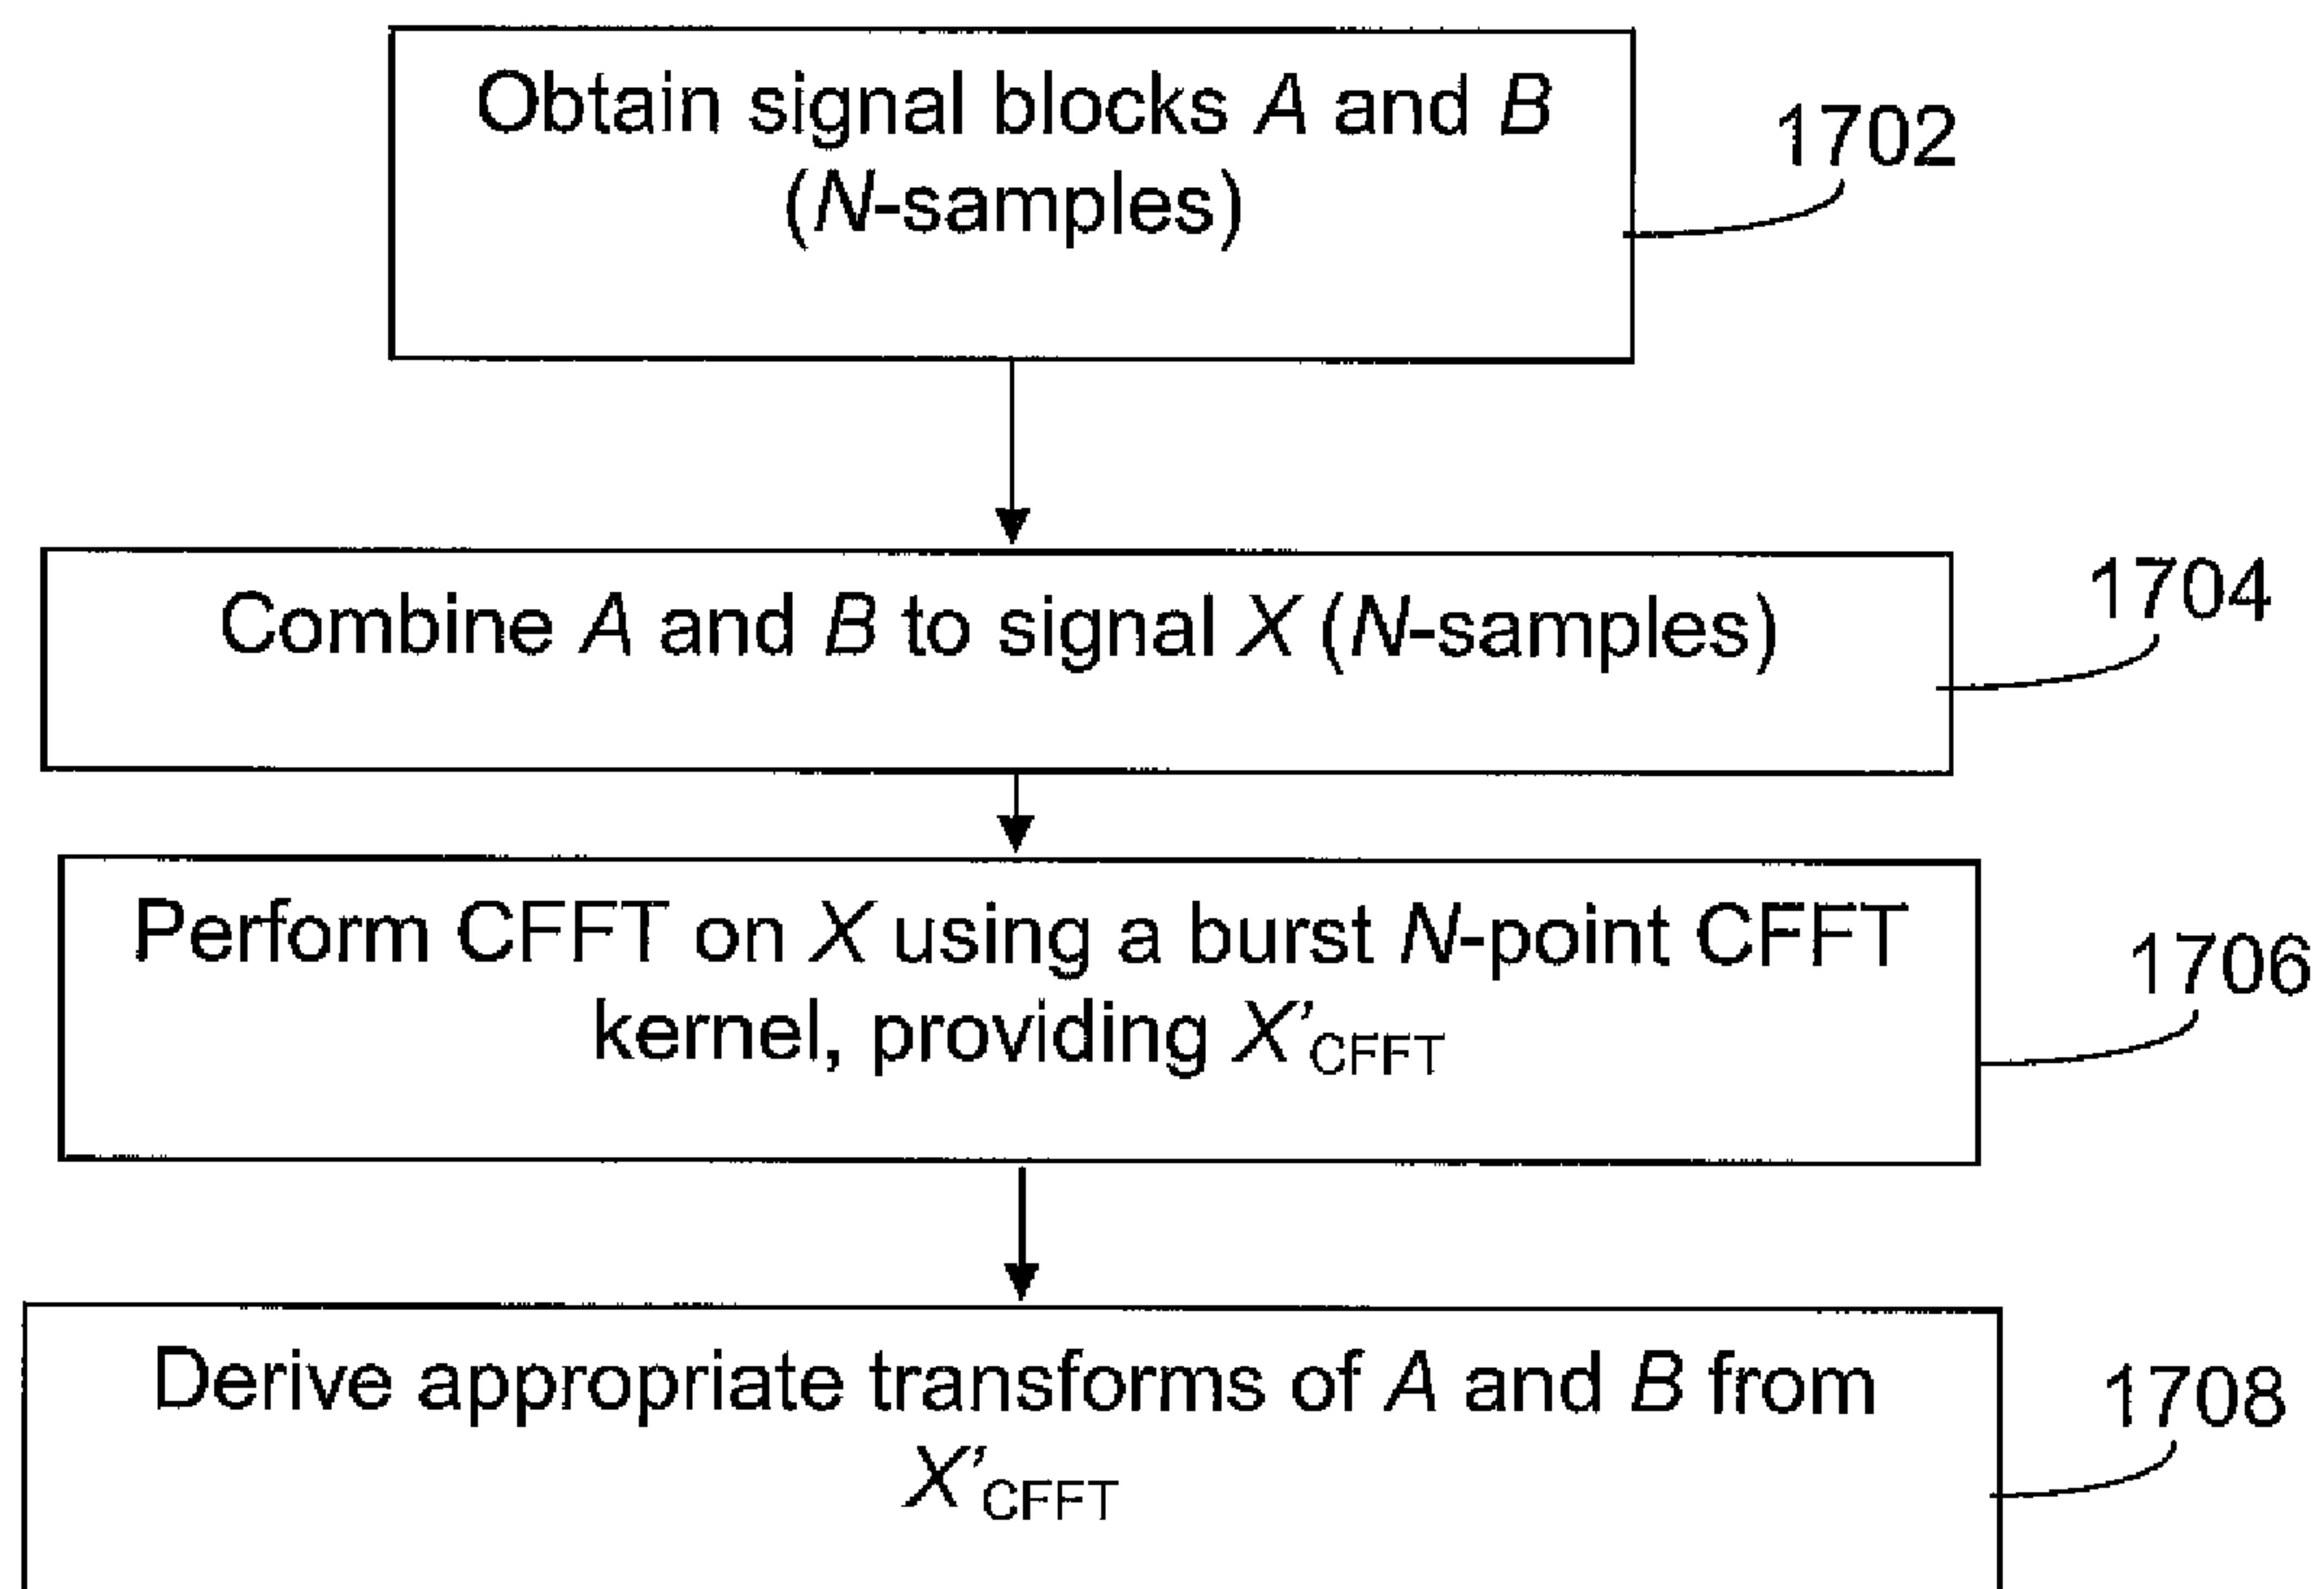 Obtain signal blocks A and B
(N-samples)
1702
Combine A and B to signal X (N-samples)
1704
Perform CFFT on X using a burst N-point CFFT
kernel, providing X'CFFT
1706
Derive appropriate transforms of A and B from
X'CFFT
1708